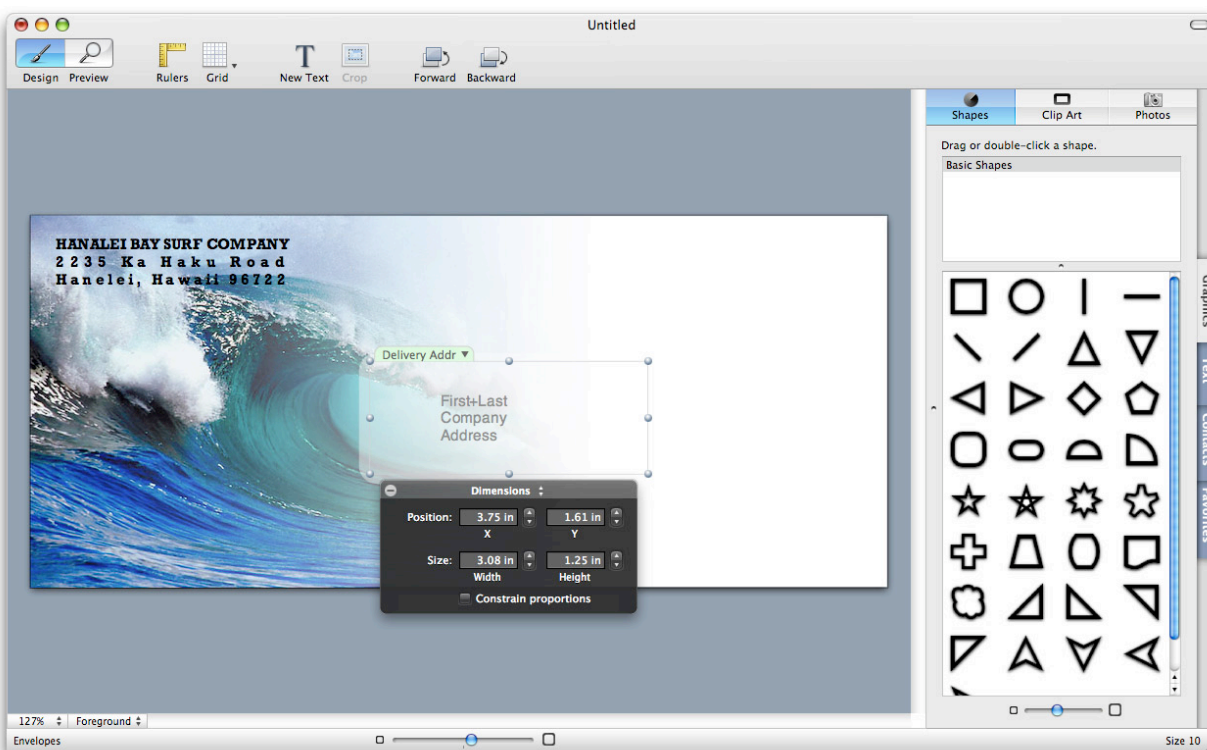 Untitled
Design Preview Rulers Grid New Text Crop Forward Backward
Shapes Clip Art Photos
Drag or double-click a shape.
Basic Shapes
HANALEI BAY SURF COMPANY
2235 Ka Haku Road
Hanelei, Hawaii 96722
Delivery Addr
First+Last
Company
Address
Dimensions
Position: 3.75 in 1.61 in
X Y
Size: 3.08 in 1.25 in
Width Height
Constrain proportions
Graphics
Text
Contacts
Favorites
127% Foreground
Envelopes Size 10